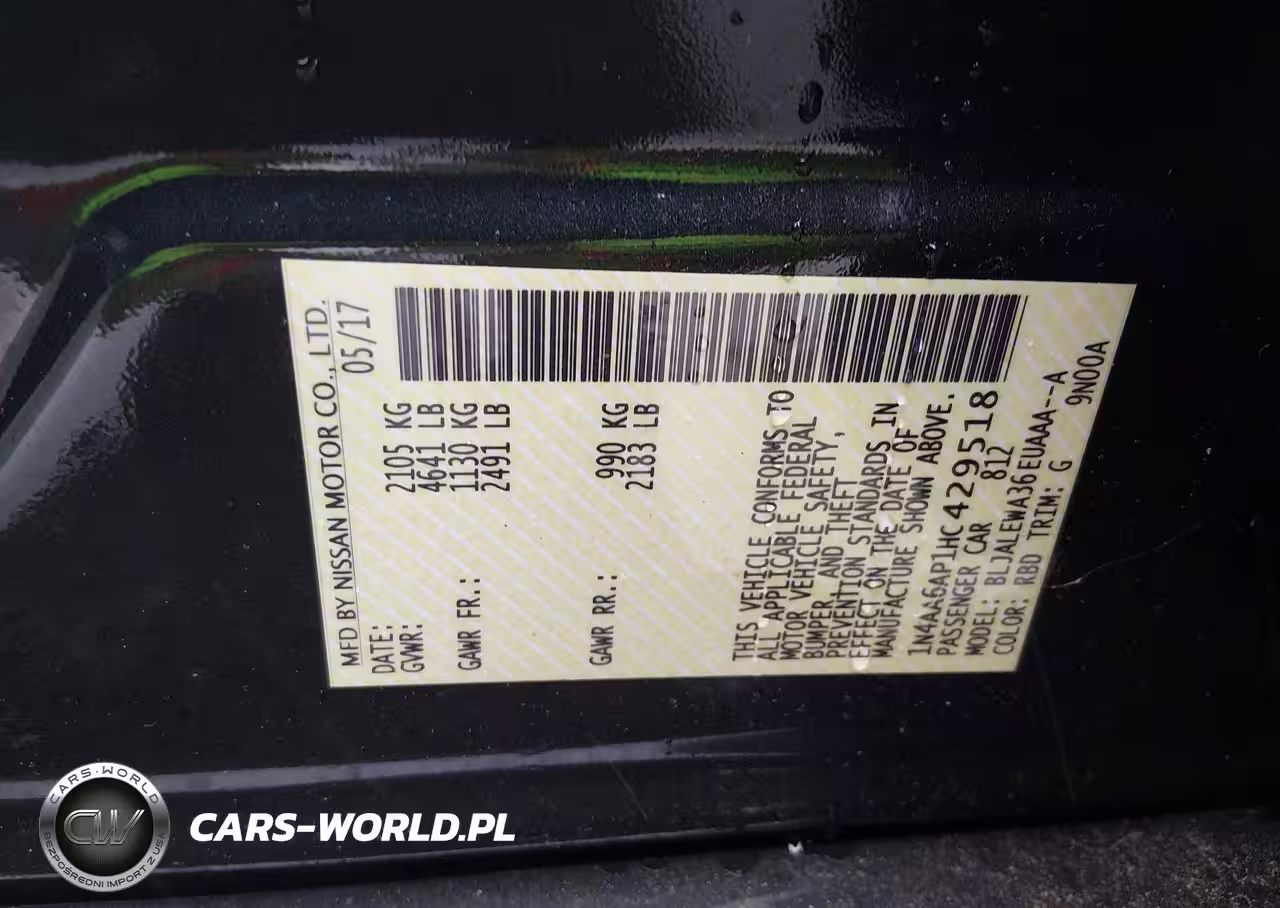 MFD BY NISSAN MOTOR CO., LTD.
DATE: 05/17
GVWR: 2105 KG
4641 LB
GAWR FR.: 1130 KG
2491 LB
GAWR RR.: 990 KG
2183 LB
THIS VEHICLE CONFORMS TO
ALL APPLICABLE FEDERAL
MOTOR VEHICLE SAFETY,
BUMPER AND THEFT
PREVENTION STANDARDS IN
EFFECT ON THE DATE OF
MANUFACTURE SHOWN ABOVE.
1N4AA6AP1HC429518
PASSENGER CAR 812
MODEL: BLJALEWA36EUAAA--A
COLOR: RBD TRIM: G 9N00A
CARS-WORLD
CW
BEZPOŚREDNI IMPORT Z USA
CARS-WORLD.PL